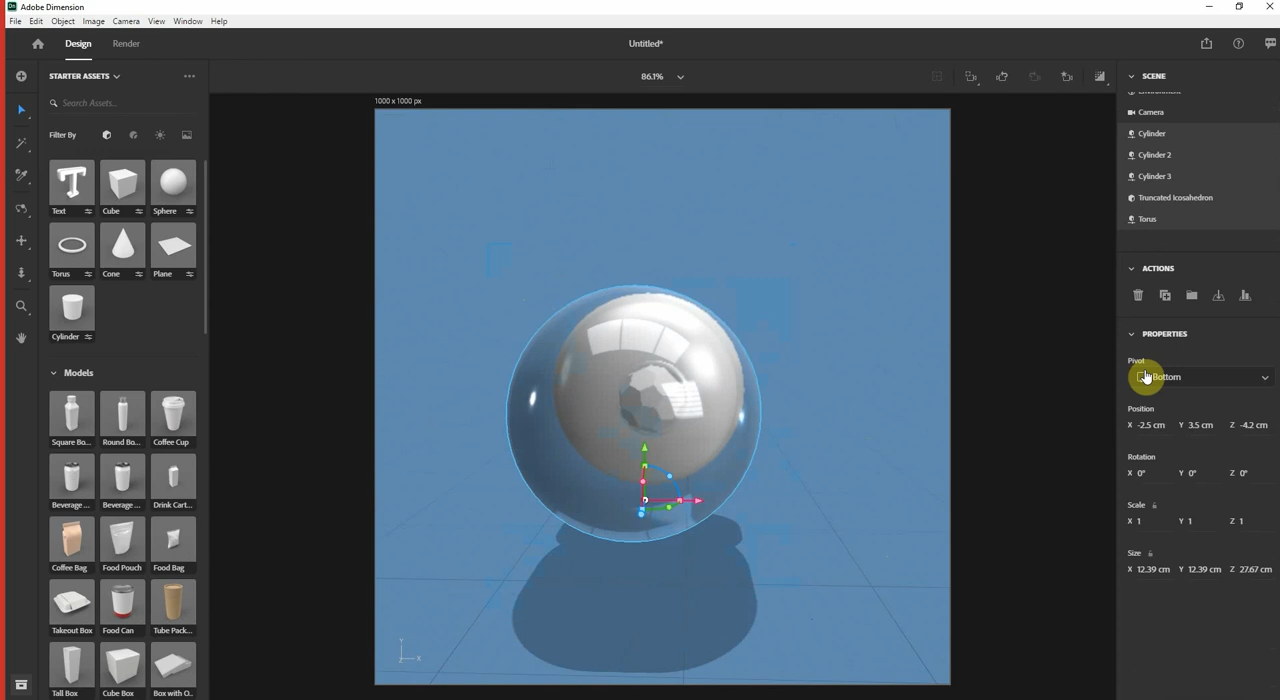 Dn Adobe Dimension
File Edit Object Image Camera View Window Help
Design Render Untitled*
STARTER ASSETS
86.1%
SCENE
1000 x 1000 px
Search Assets...
Camera
Filter By
Cylinder
Cylinder 2
Cylinder 3
Text Cube Sphere
Truncated Icosahedron
Torus
Torus Cone Plane
ACTIONS
Cylinder
PROPERTIES
Pivot
Models
Bottom
Position
X -2.5 cm Y 3.5 cm Z -4.2 cm
Square Bo... Round Bo... Coffee Cup
Rotation
X 0° Y 0° Z 0°
Beverage ... Beverage ... Drink Cart...
Scale
X 1 Y 1 Z 1
Size
Coffee Bag Food Pouch Food Bag
X 12.39 cm Y 12.39 cm Z 27.67 cm
Takeout Box Food Can Tube Pack...
Tall Box Cube Box Box with O...
Y
X